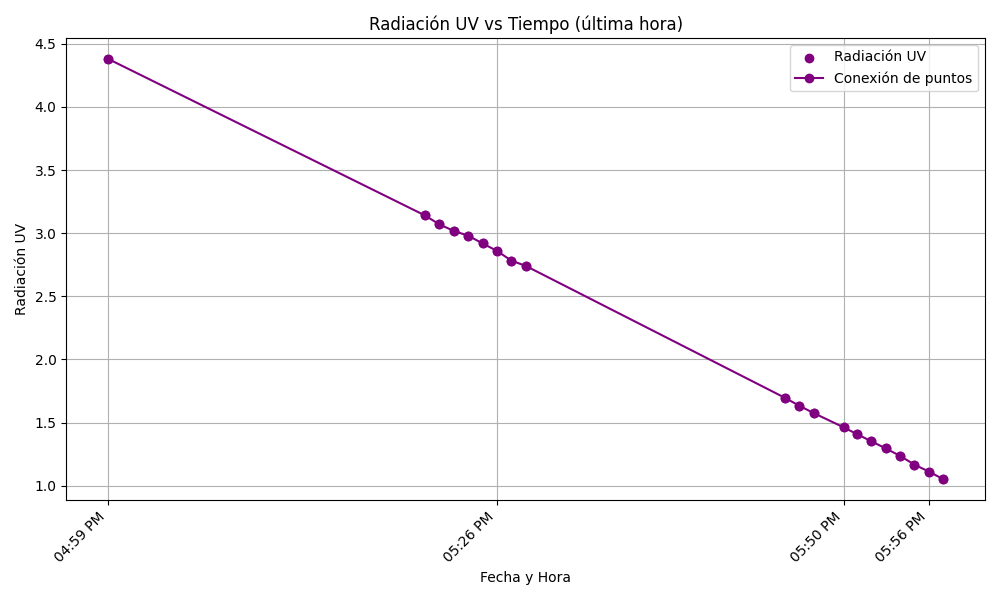 Radiación UV vs Tiempo (última hora)
Radiación UV
Conexión de puntos
Radiación UV
4.5
4.0
3.5
3.0
2.5
2.0
1.5
1.0
04:59 PM
05:26 PM
05:50 PM
05:56 PM
Fecha y Hora